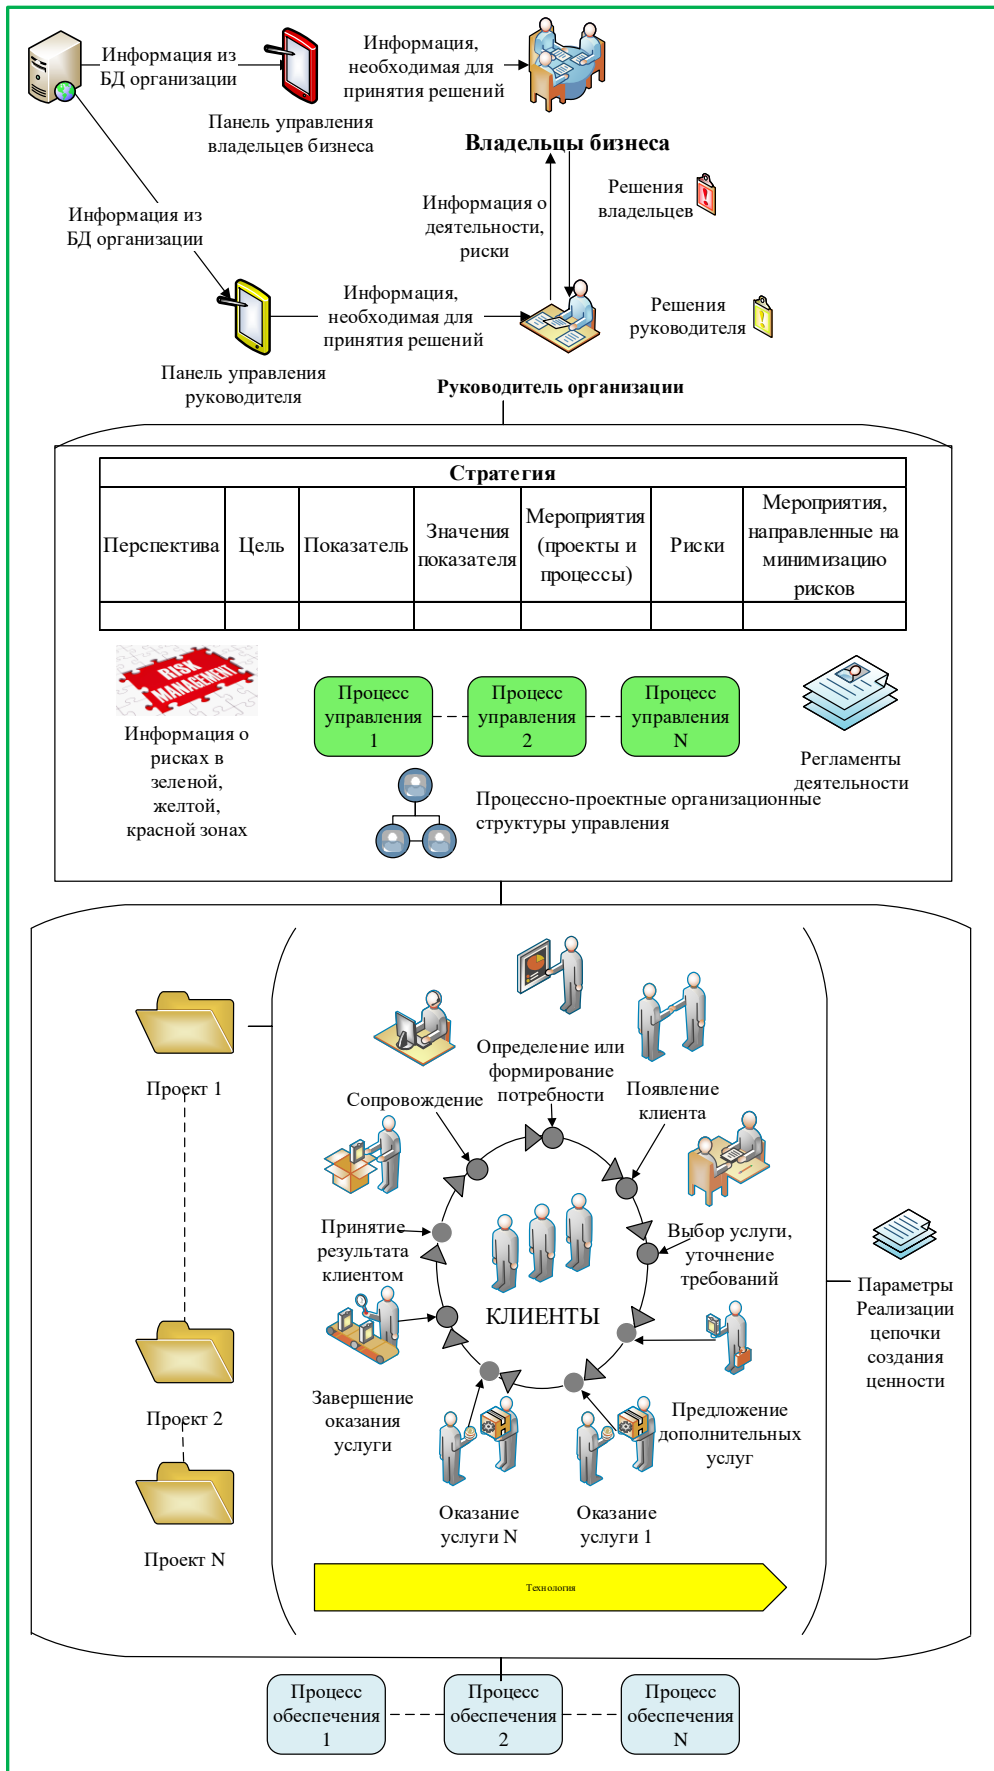 Информация из
БД организации
Информация,
необходимая для
принятия решений
Панель управления
владельцев бизнеса
Владельцы бизнеса
Решения
владельцев
Информация о
деятельности,
риски
Информация из
БД организации
Информация,
необходимая для
принятия решений
Решения
руководителя
Панель управления
руководителя
Руководитель организации
Стратегия
Перспектива
Цель
Показатель
Значения
показателя
Мероприятия
(проекты и
процессы)
Риски
Мероприятия,
направленные на
минимизацию
рисков
RISK
MANAGEMENT
Информация о
рисках в
зеленой,
желтой,
красной зонах
Процесс
управления
1
Процесс
управления
2
Процесс
управления
N
Регламенты
деятельности
Процессно-проектные организационные
структуры управления
Проект 1
Проект 2
Проект N
Определение или
формирование
потребности
Появление
клиента
Сопровождение
Выбор услуги,
уточнение
требований
Принятие
результата
клиентом
КЛИЕНТЫ
Параметры
Реализации
цепочки
создания
ценности
Завершение
оказания
услуги
Предложение
дополнительных
услуг
Оказание
услуги N
Оказание
услуги 1
Технология
Процесс
обеспечения
1
Процесс
обеспечения
2
Процесс
обеспечения
N